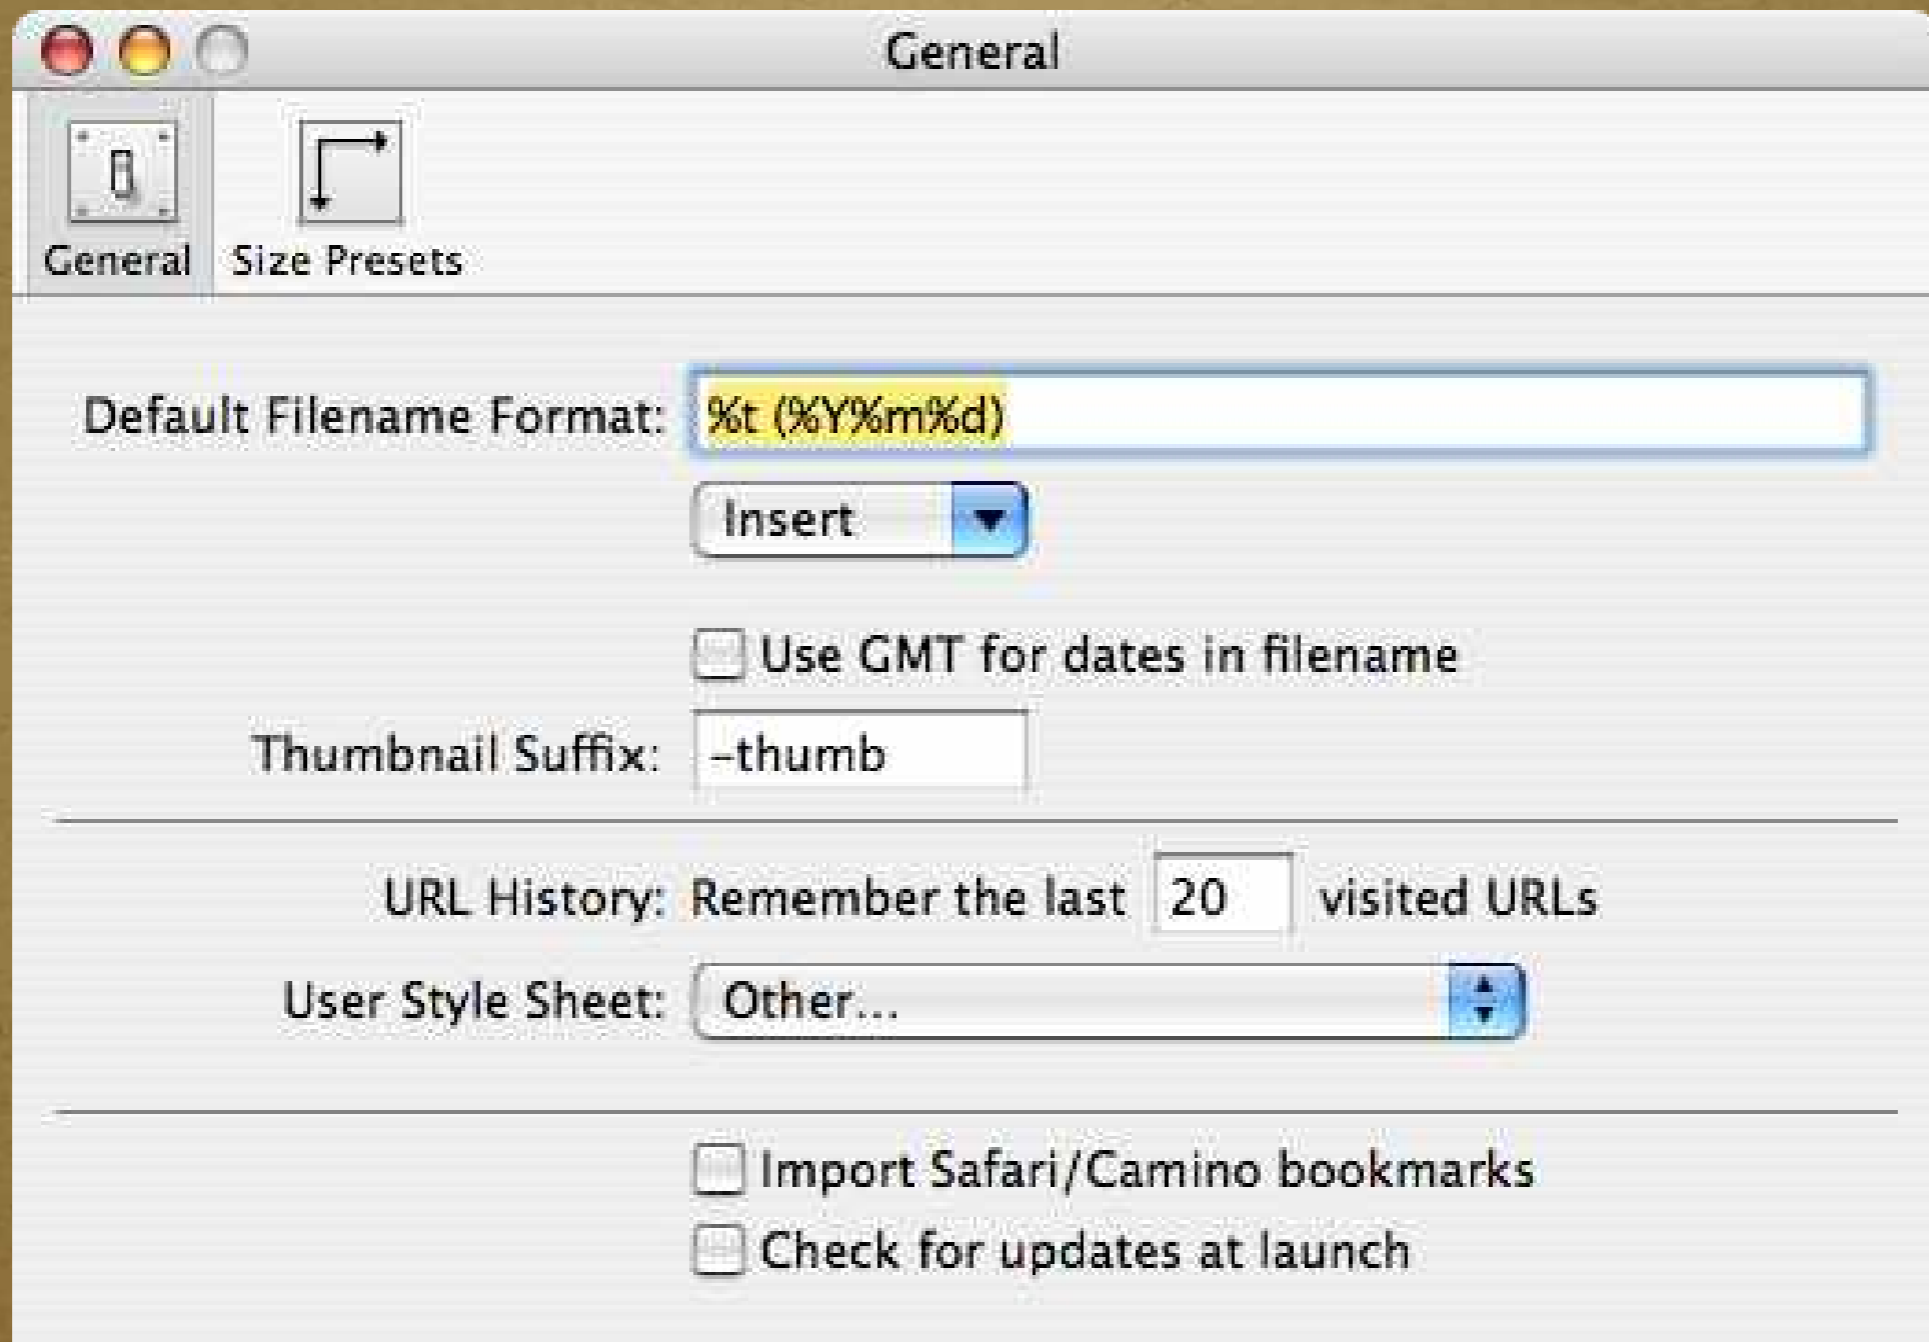 General
General Size Presets
Default Filename Format: %t (%Y%m%d)
Insert
Use GMT for dates in filename
Thumbnail Suffix: -thumb
URL History: Remember the last 20 visited URLs
User Style Sheet: Other...
Import Safari/Camino bookmarks
Check for updates at launch